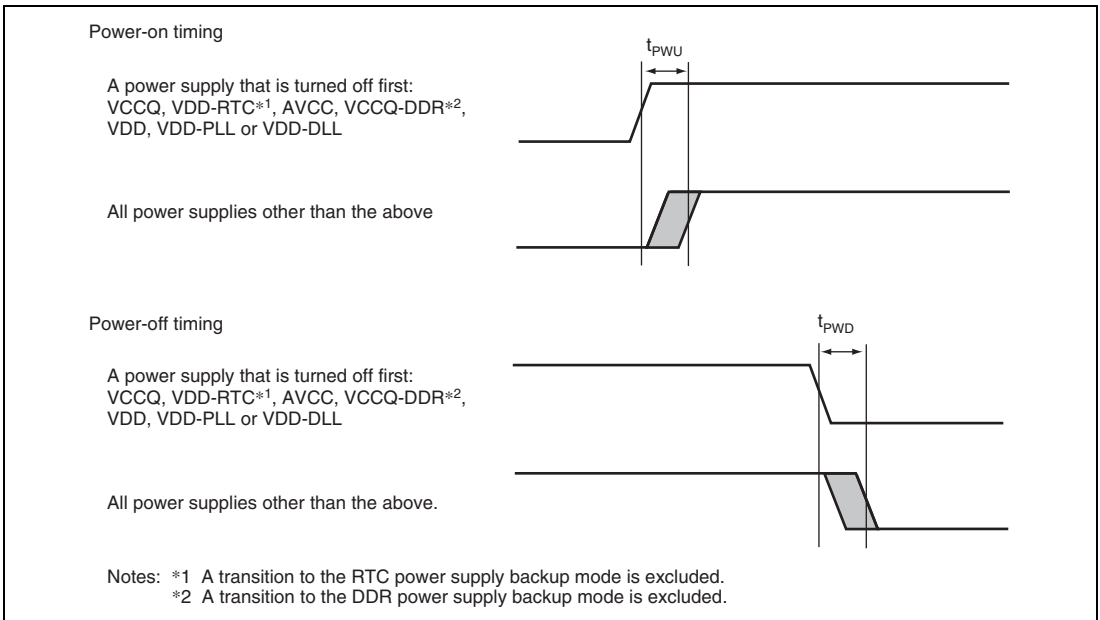 Power-on timing
tPWU
A power supply that is turned off first:
VCCQ, VDD-RTC*1, AVCC, VCCQ-DDR*2,
VDD, VDD-PLL or VDD-DLL
All power supplies other than the above
Power-off timing
tPWD
A power supply that is turned off first:
VCCQ, VDD-RTC*1, AVCC, VCCQ-DDR*2,
VDD, VDD-PLL or VDD-DLL
All power supplies other than the above.
Notes: *1 A transition to the RTC power supply backup mode is excluded.
*2 A transition to the DDR power supply backup mode is excluded.